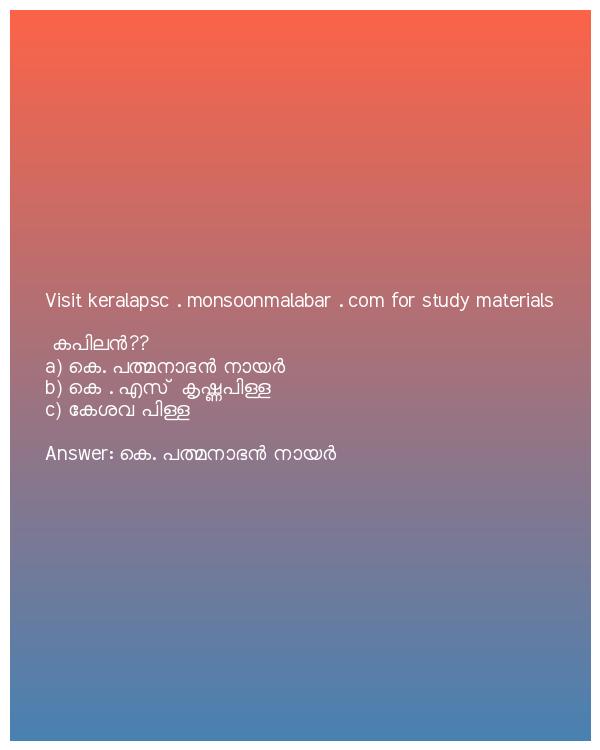 Visit keralapsc . monsoonmalabar . com for study materials
കപിലൻ??
a) കെ. പത്മനാഭൻ നായർ
b) കെ . എസ് കൃഷ്ണപിള്ള
c) കേശവ പിള്ള
Answer: കെ. പത്മനാഭൻ നായർ